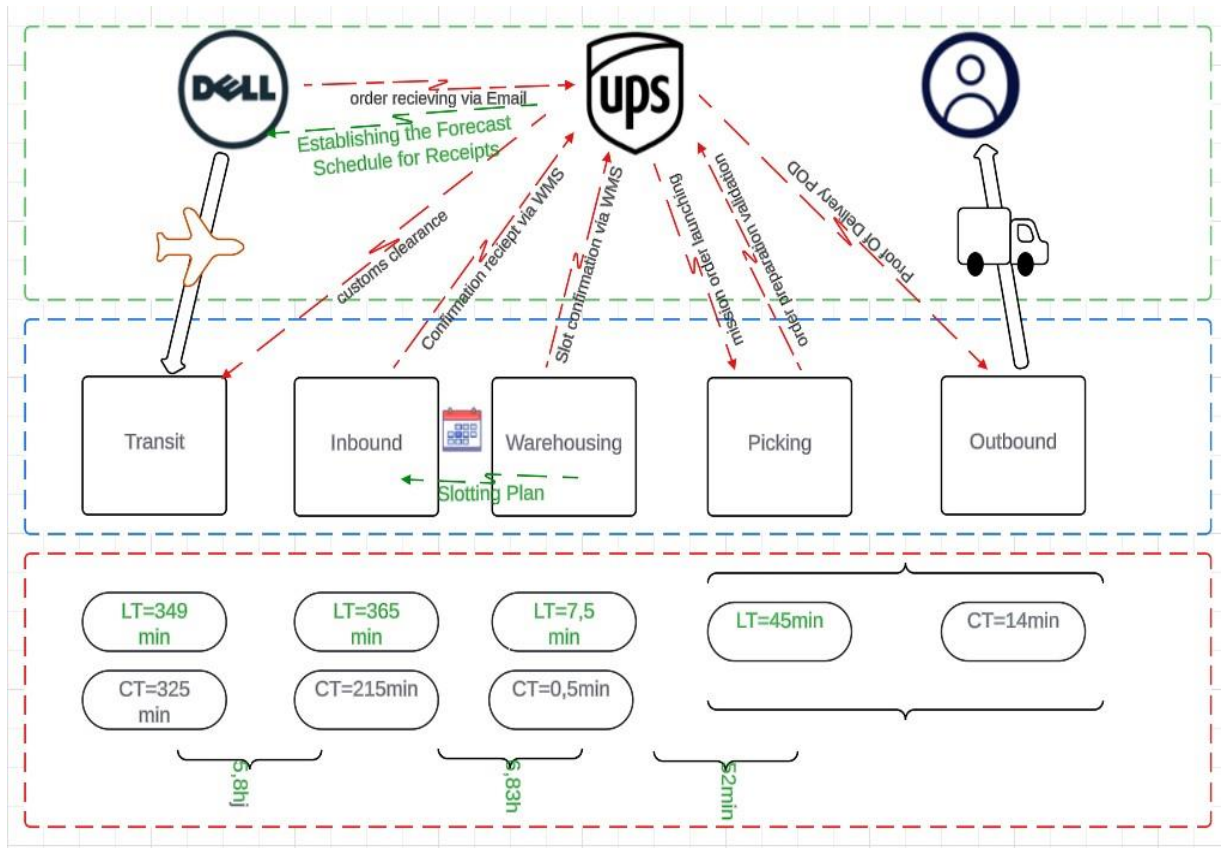 DELL
ups
order recieving via Email
Establishing the Forecast
Schedule for Receipts
customs clearance
Confirmation reciept via WMS
Slot confirmation via WMS
mission order launching
order preparation validation
Proof Of Delivery POD
Transit
Inbound
Warehousing
Picking
Outbound
Slotting Plan
LT=349
min
LT=365
min
LT=7,5
min
LT=45min
CT=14min
CT=325
min
CT=215min
CT=0,5min
5,8hj
6,83h
52min